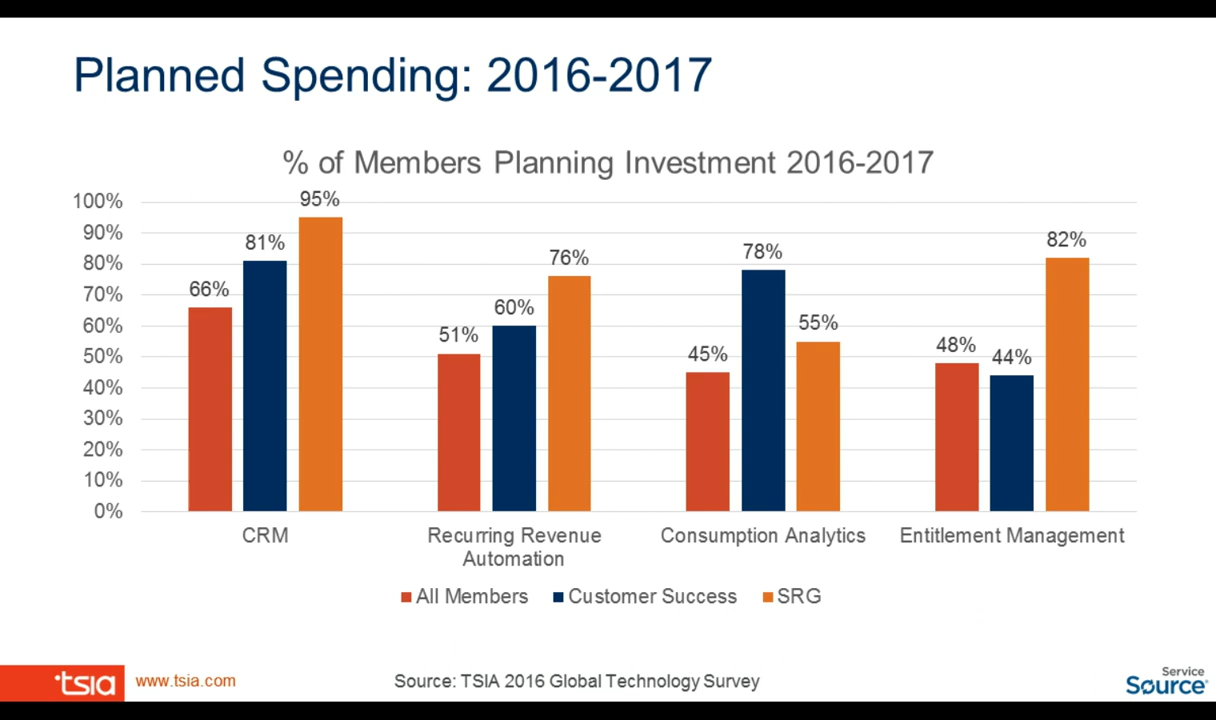 Planned Spending: 2016-2017
% of Members Planning Investment 2016-2017
100%
90%
80%
70%
60%
50%
40%
30%
20%
10%
0%
66%
81%
95%
51%
60%
76%
45%
78%
55%
48%
44%
82%
CRM
Recurring Revenue
Automation
Consumption Analytics
Entitlement Management
All Members
Customer Success
SRG
tsia
www.tsia.com
Source: TSIA 2016 Global Technology Survey
Service
Source